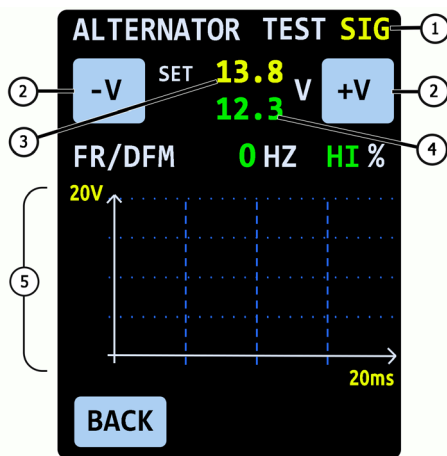 ALTERNATOR TEST SIG
1
-V
SET 13.8
12.3
V
+V
2
2
3
4
FR/DFM 0 HZ HI %
20V
5
20ms
BACK